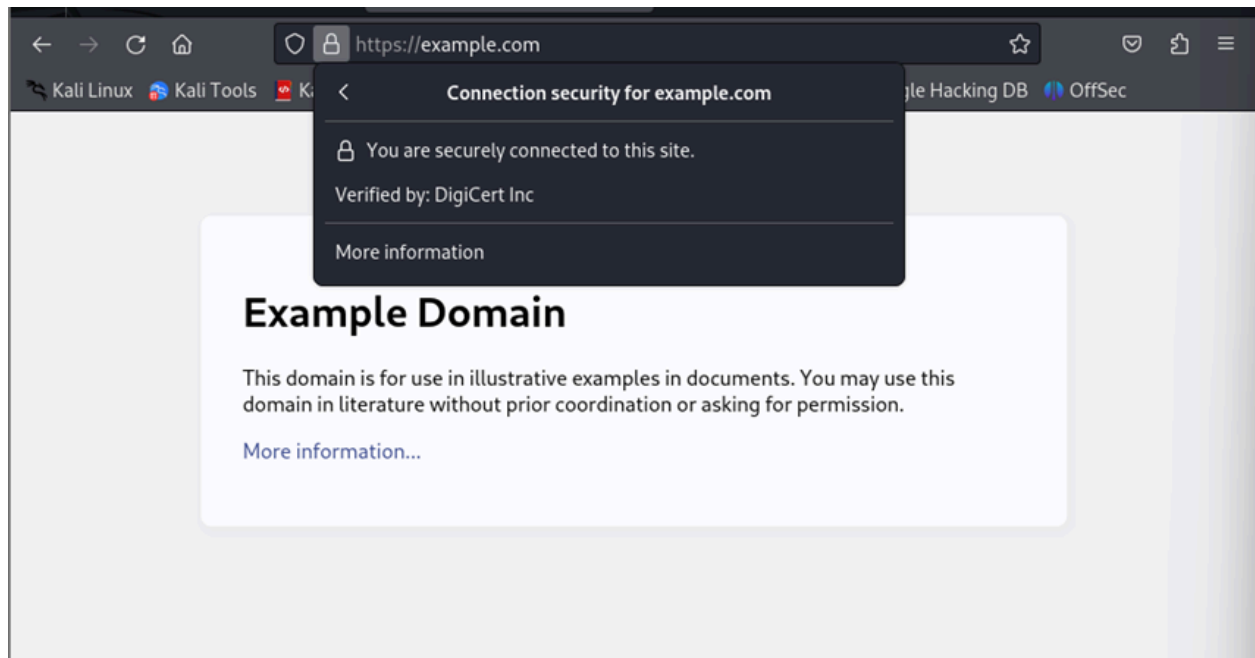 https://example.com
Kali Linux Kali Tools
Hacking DB OffSec
Connection security for example.com
You are securely connected to this site.
Verified by: DigiCert Inc
More information
Example Domain
This domain is for use in illustrative examples in documents. You may use this
domain in literature without prior coordination or asking for permission.
More information...